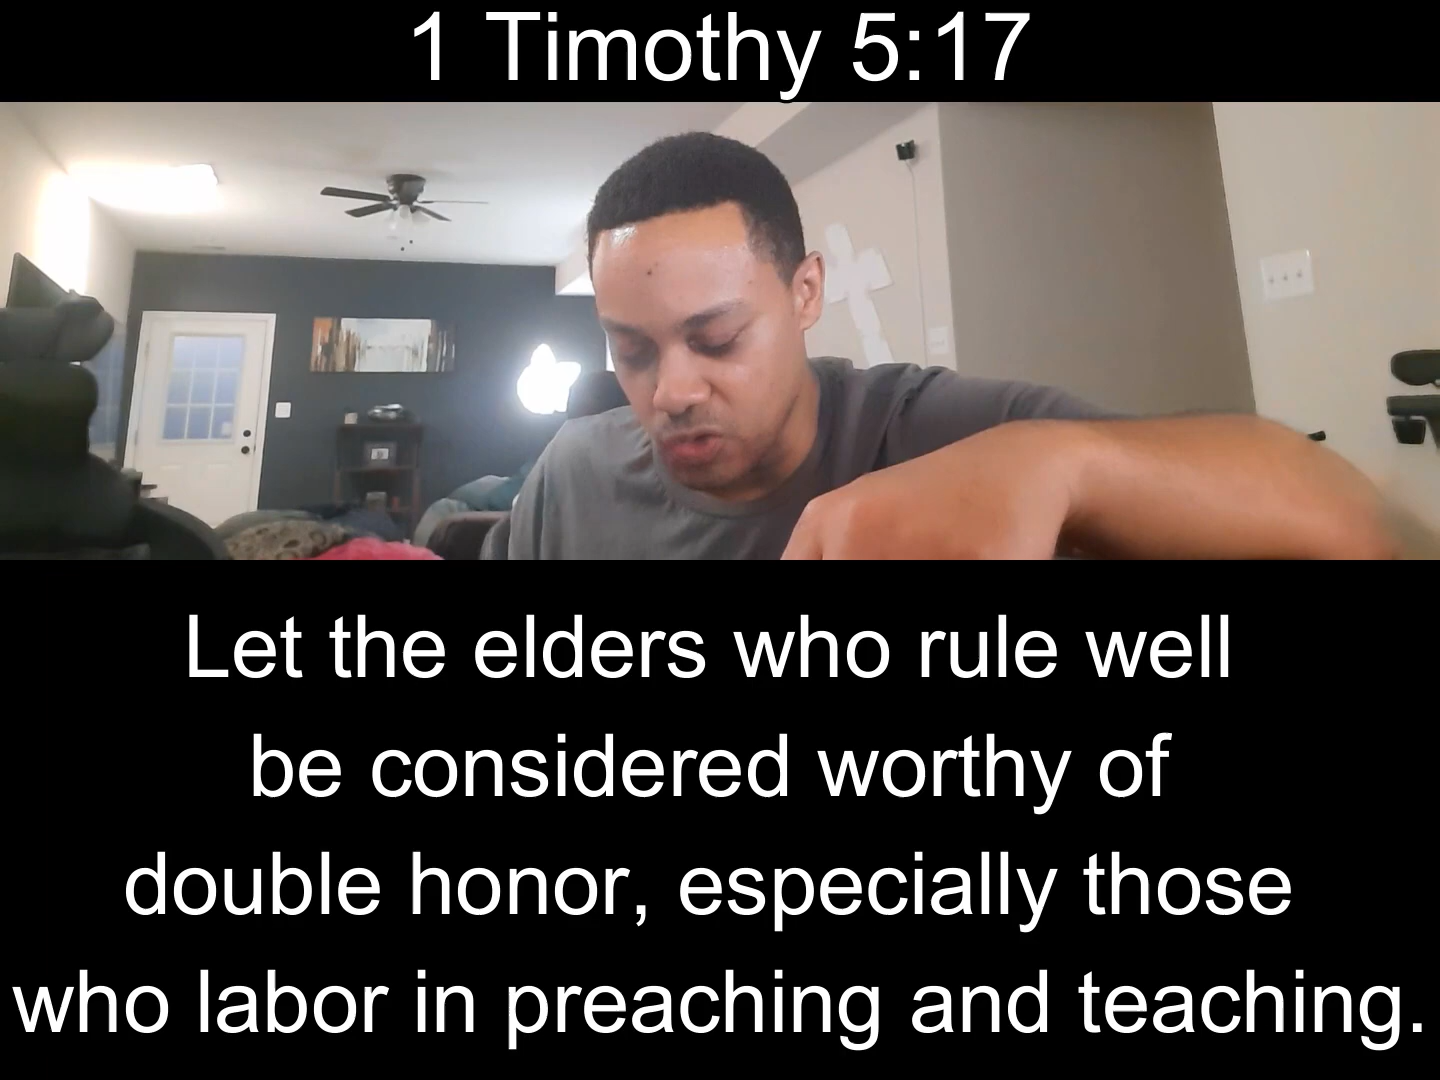 1 Timothy 5:17
Let the elders who rule well
be considered worthy of
double honor, especially those
who labor in preaching and teaching.